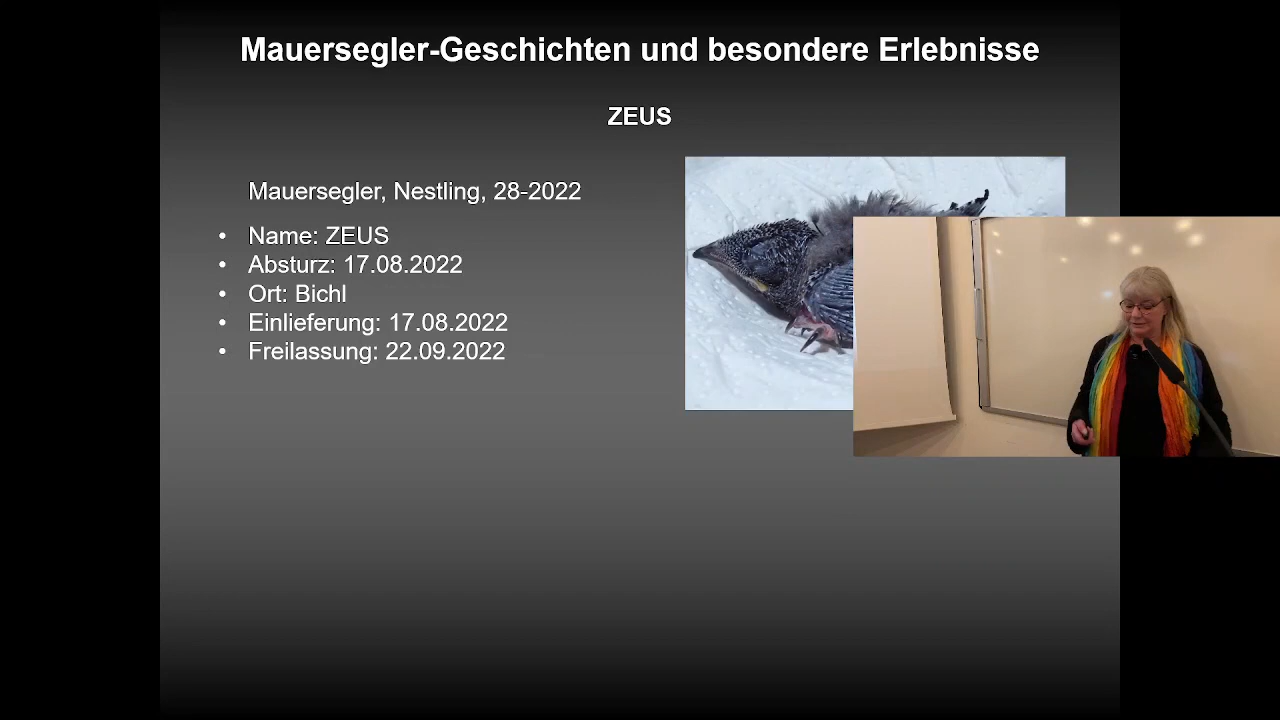 Mauersegler-Geschichten und besondere Erlebnisse
ZEUS
Mauersegler, Nestling, 28-2022
• Name: ZEUS
• Absturz: 17.08.2022
• Ort: Bichl
• Einlieferung: 17.08.2022
• Freilassung: 22.09.2022